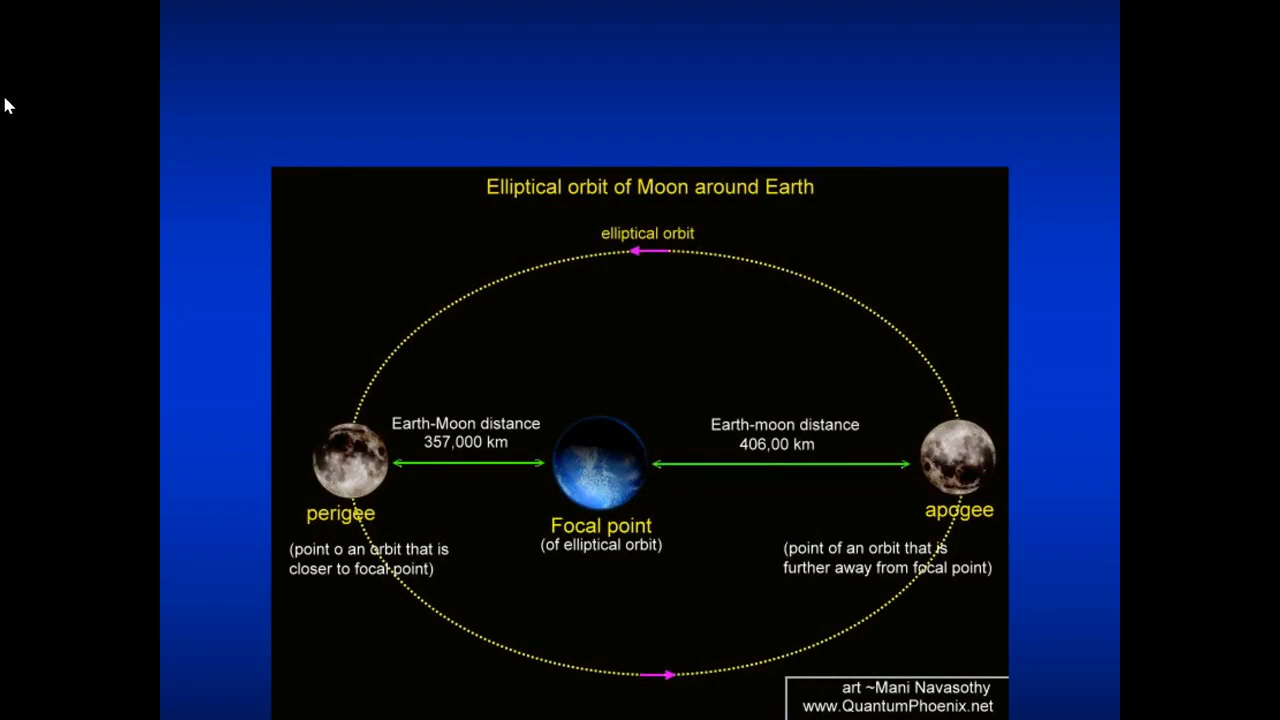 Elliptical orbit of Moon around Earth
elliptical orbit
Earth-Moon distance
357,000 km
Earth-moon distance
406,00 km
perigee
(point o an orbit that is
closer to focal point)
Focal point
(of elliptical orbit)
apogee
(point of an orbit that is
further away from focal point)
art ~Mani Navasothy
www.QuantumPhoenix.net